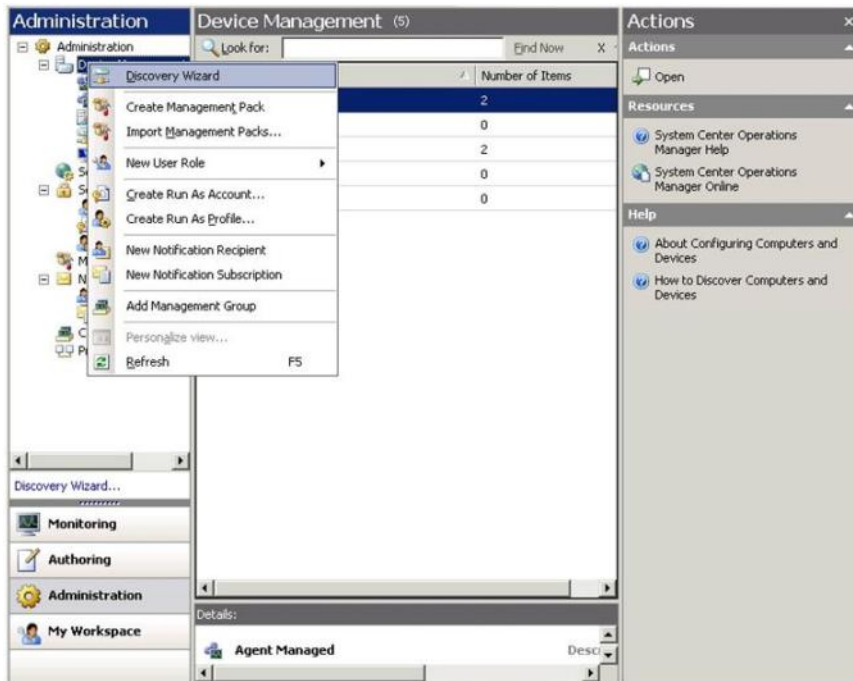 Administration
Administration
Discovery Wizard
Create Management Pack
Import Management Packs...
New User Role
Create Run As Account...
Create Run As Profile...
New Notification Recipient
New Notification Subscription
Add Management Group
Personalize view...
Refresh F5
Discovery Wizard...
Monitoring
Authoring
Administration
My Workspace
Device Management (5)
Look for: Find Now X
Number of Items
2
0
2
0
0
Details:
Agent Managed
Actions x
Actions
Open
Resources
System Center Operations
Manager Help
System Center Operations
Manager Online
Help
About Configuring Computers and
Devices
How to Discover Computers and
Devices